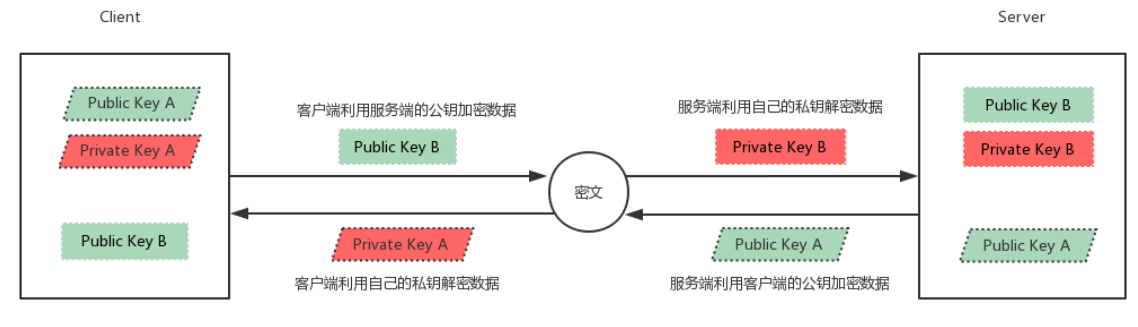 Client
Server
Public Key A
Private Key A
Public Key B
客户端利用服务端的公钥加密数据
Public Key B
服务端利用自己的私钥解密数据
Private Key B
密文
Private Key A
客户端利用自己的私钥解密数据
Public Key A
服务端利用客户端的公钥加密数据
Public Key B
Private Key B
Public Key A